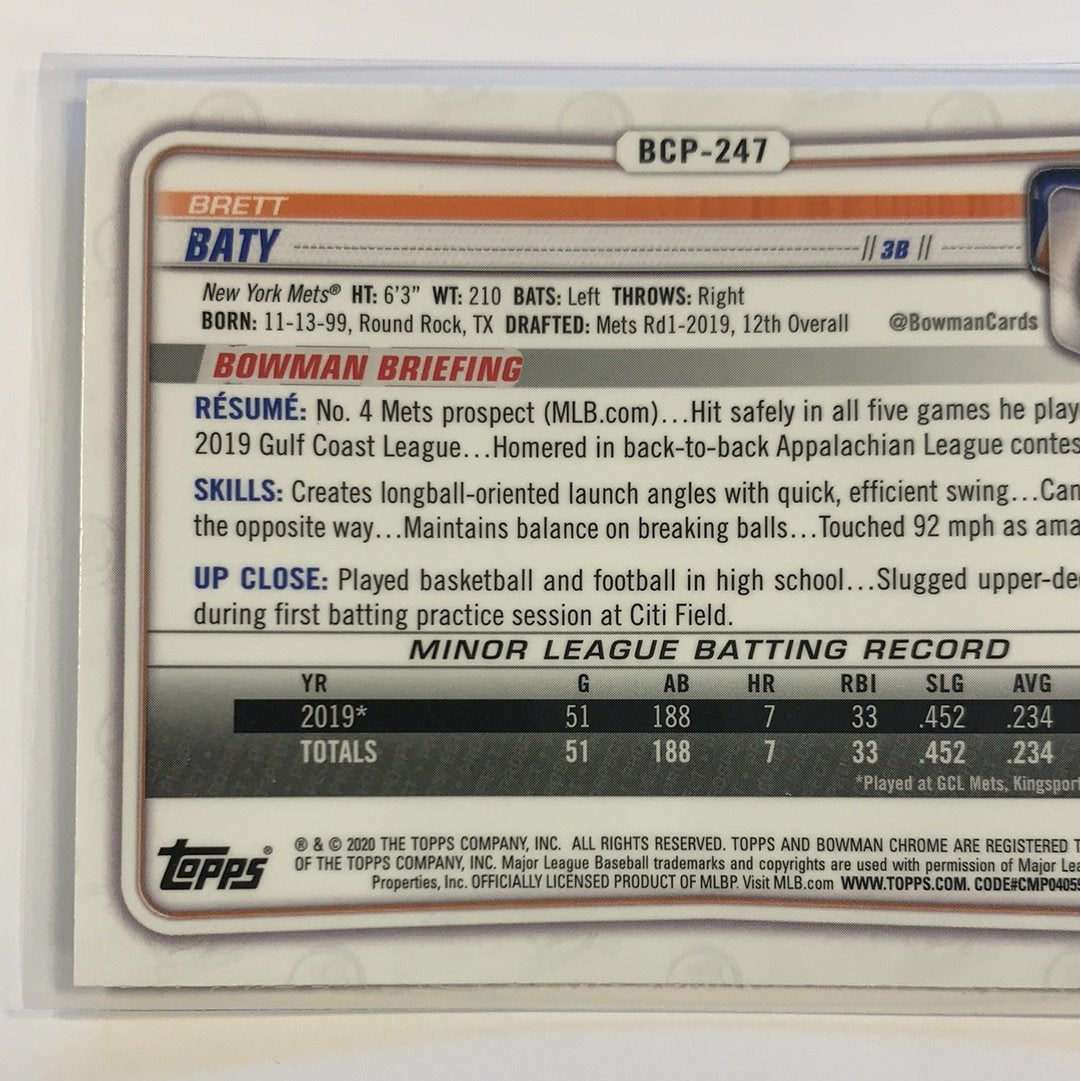 BCP-247
BRETT
BATY // 3B //
New York Mets® HT: 6'3" WT: 210 BATS: Left THROWS: Right
BORN: 11-13-99, Round Rock, TX DRAFTED: Mets Rd1-2019, 12th Overall @BowmanCards
BOWMAN BRIEFING
RÉSUMÉ: No. 4 Mets prospect (MLB.com)...Hit safely in all five games he play
2019 Gulf Coast League...Homered in back-to-back Appalachian League contes
SKILLS: Creates longball-oriented launch angles with quick, efficient swing...Can
the opposite way...Maintains balance on breaking balls...Touched 92 mph as ama
UP CLOSE: Played basketball and football in high school...Slugged upper-de
during first batting practice session at Citi Field.
MINOR LEAGUE BATTING RECORD
YR G AB HR RBI SLG AVG
2019* 51 188 7 33 .452 .234
TOTALS 51 188 7 33 .452 .234
*Played at GCL Mets, Kingsport
Topps®
® & © 2020 THE TOPPS COMPANY, INC. ALL RIGHTS RESERVED. TOPPS AND BOWMAN CHROME ARE REGISTERED T
OF THE TOPPS COMPANY, INC. Major League Baseball trademarks and copyrights are used with permission of Major Lea
Properties, Inc. OFFICIALLY LICENSED PRODUCT OF MLBP. Visit MLB.com WWW.TOPPS.COM. CODE#CMP04055